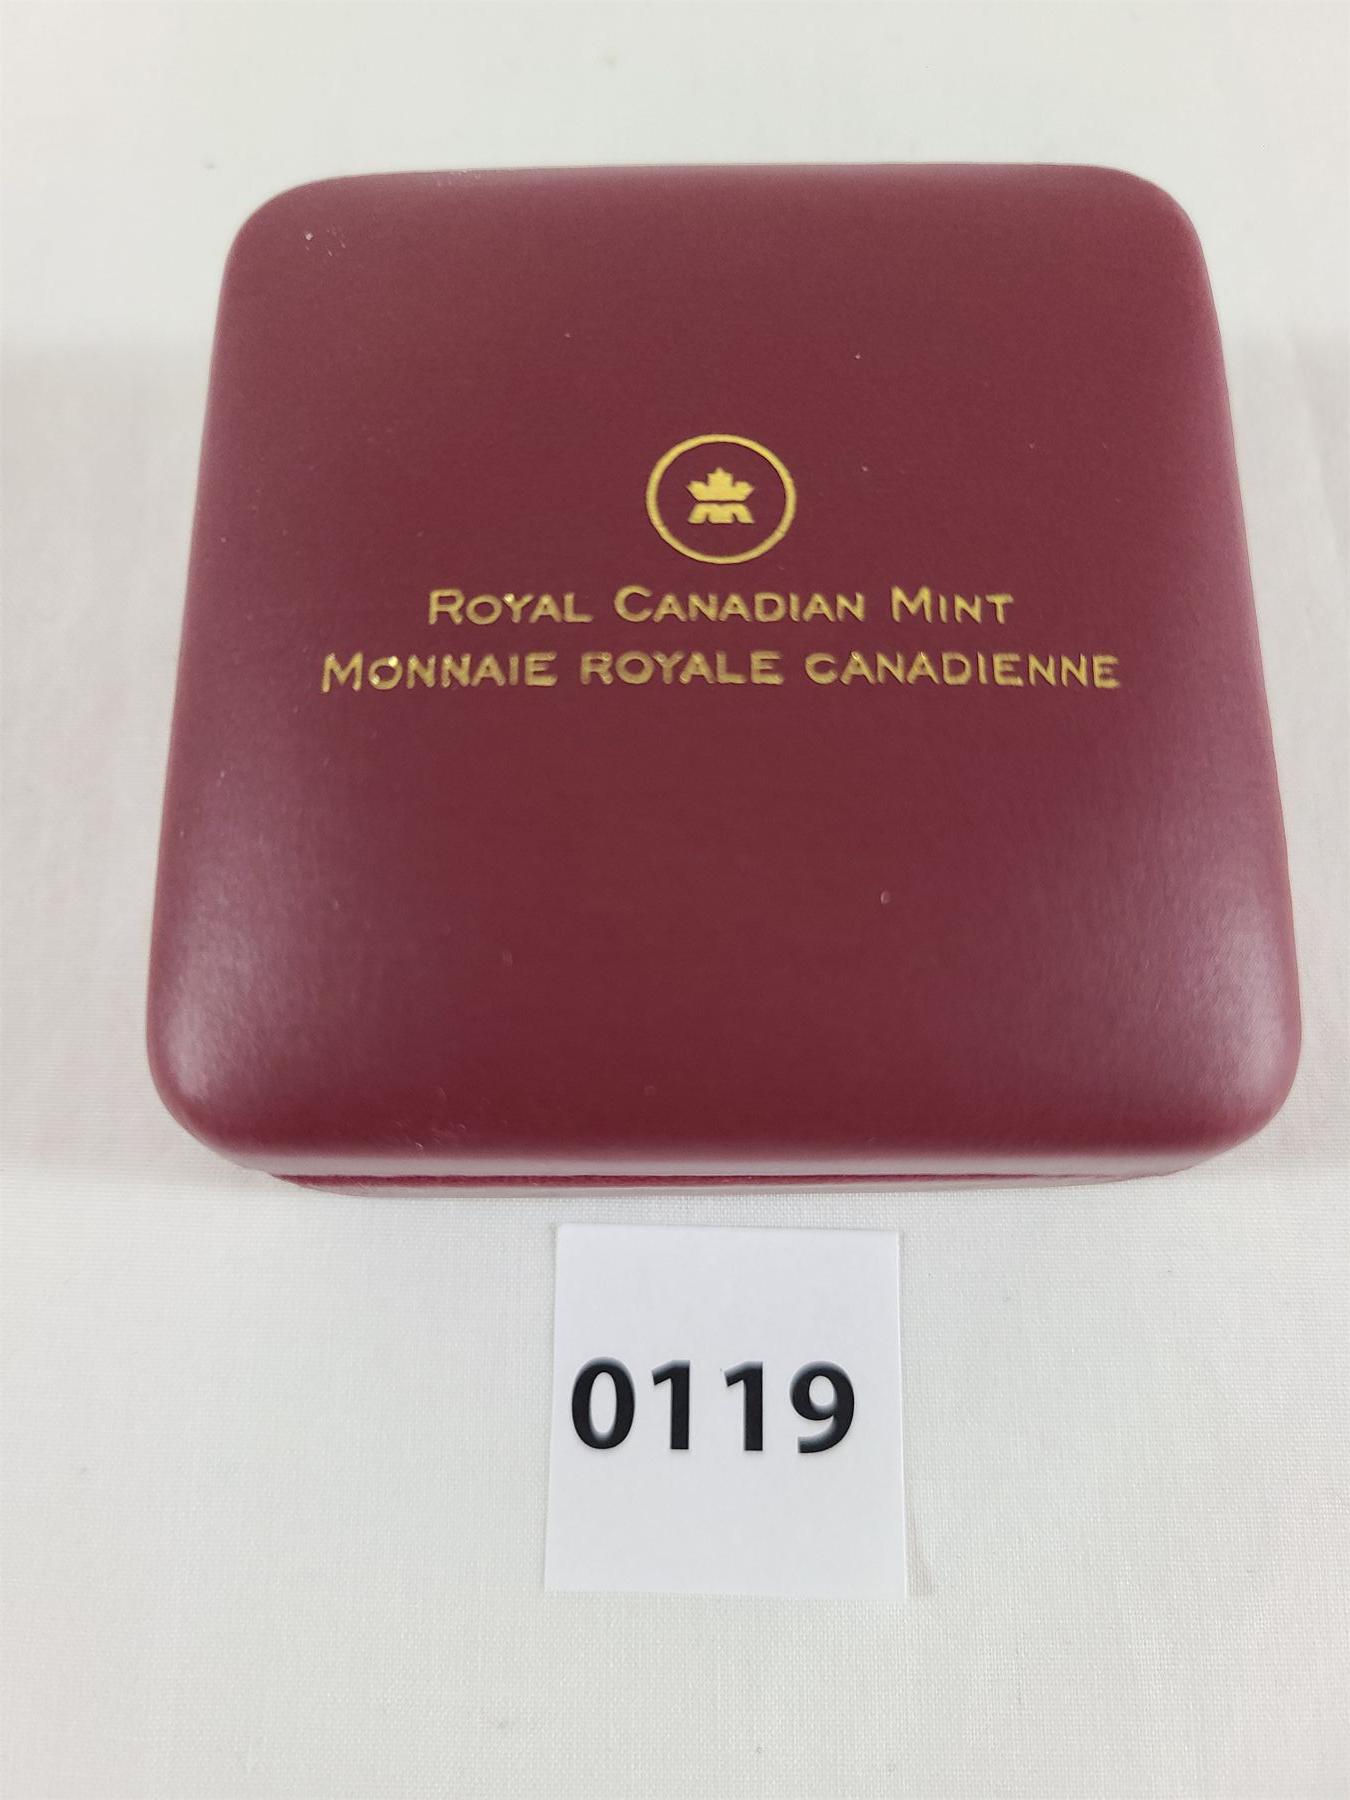 ROYAL CANADIAN MINT
MONNAIE ROYALE CANADIENNE
0119